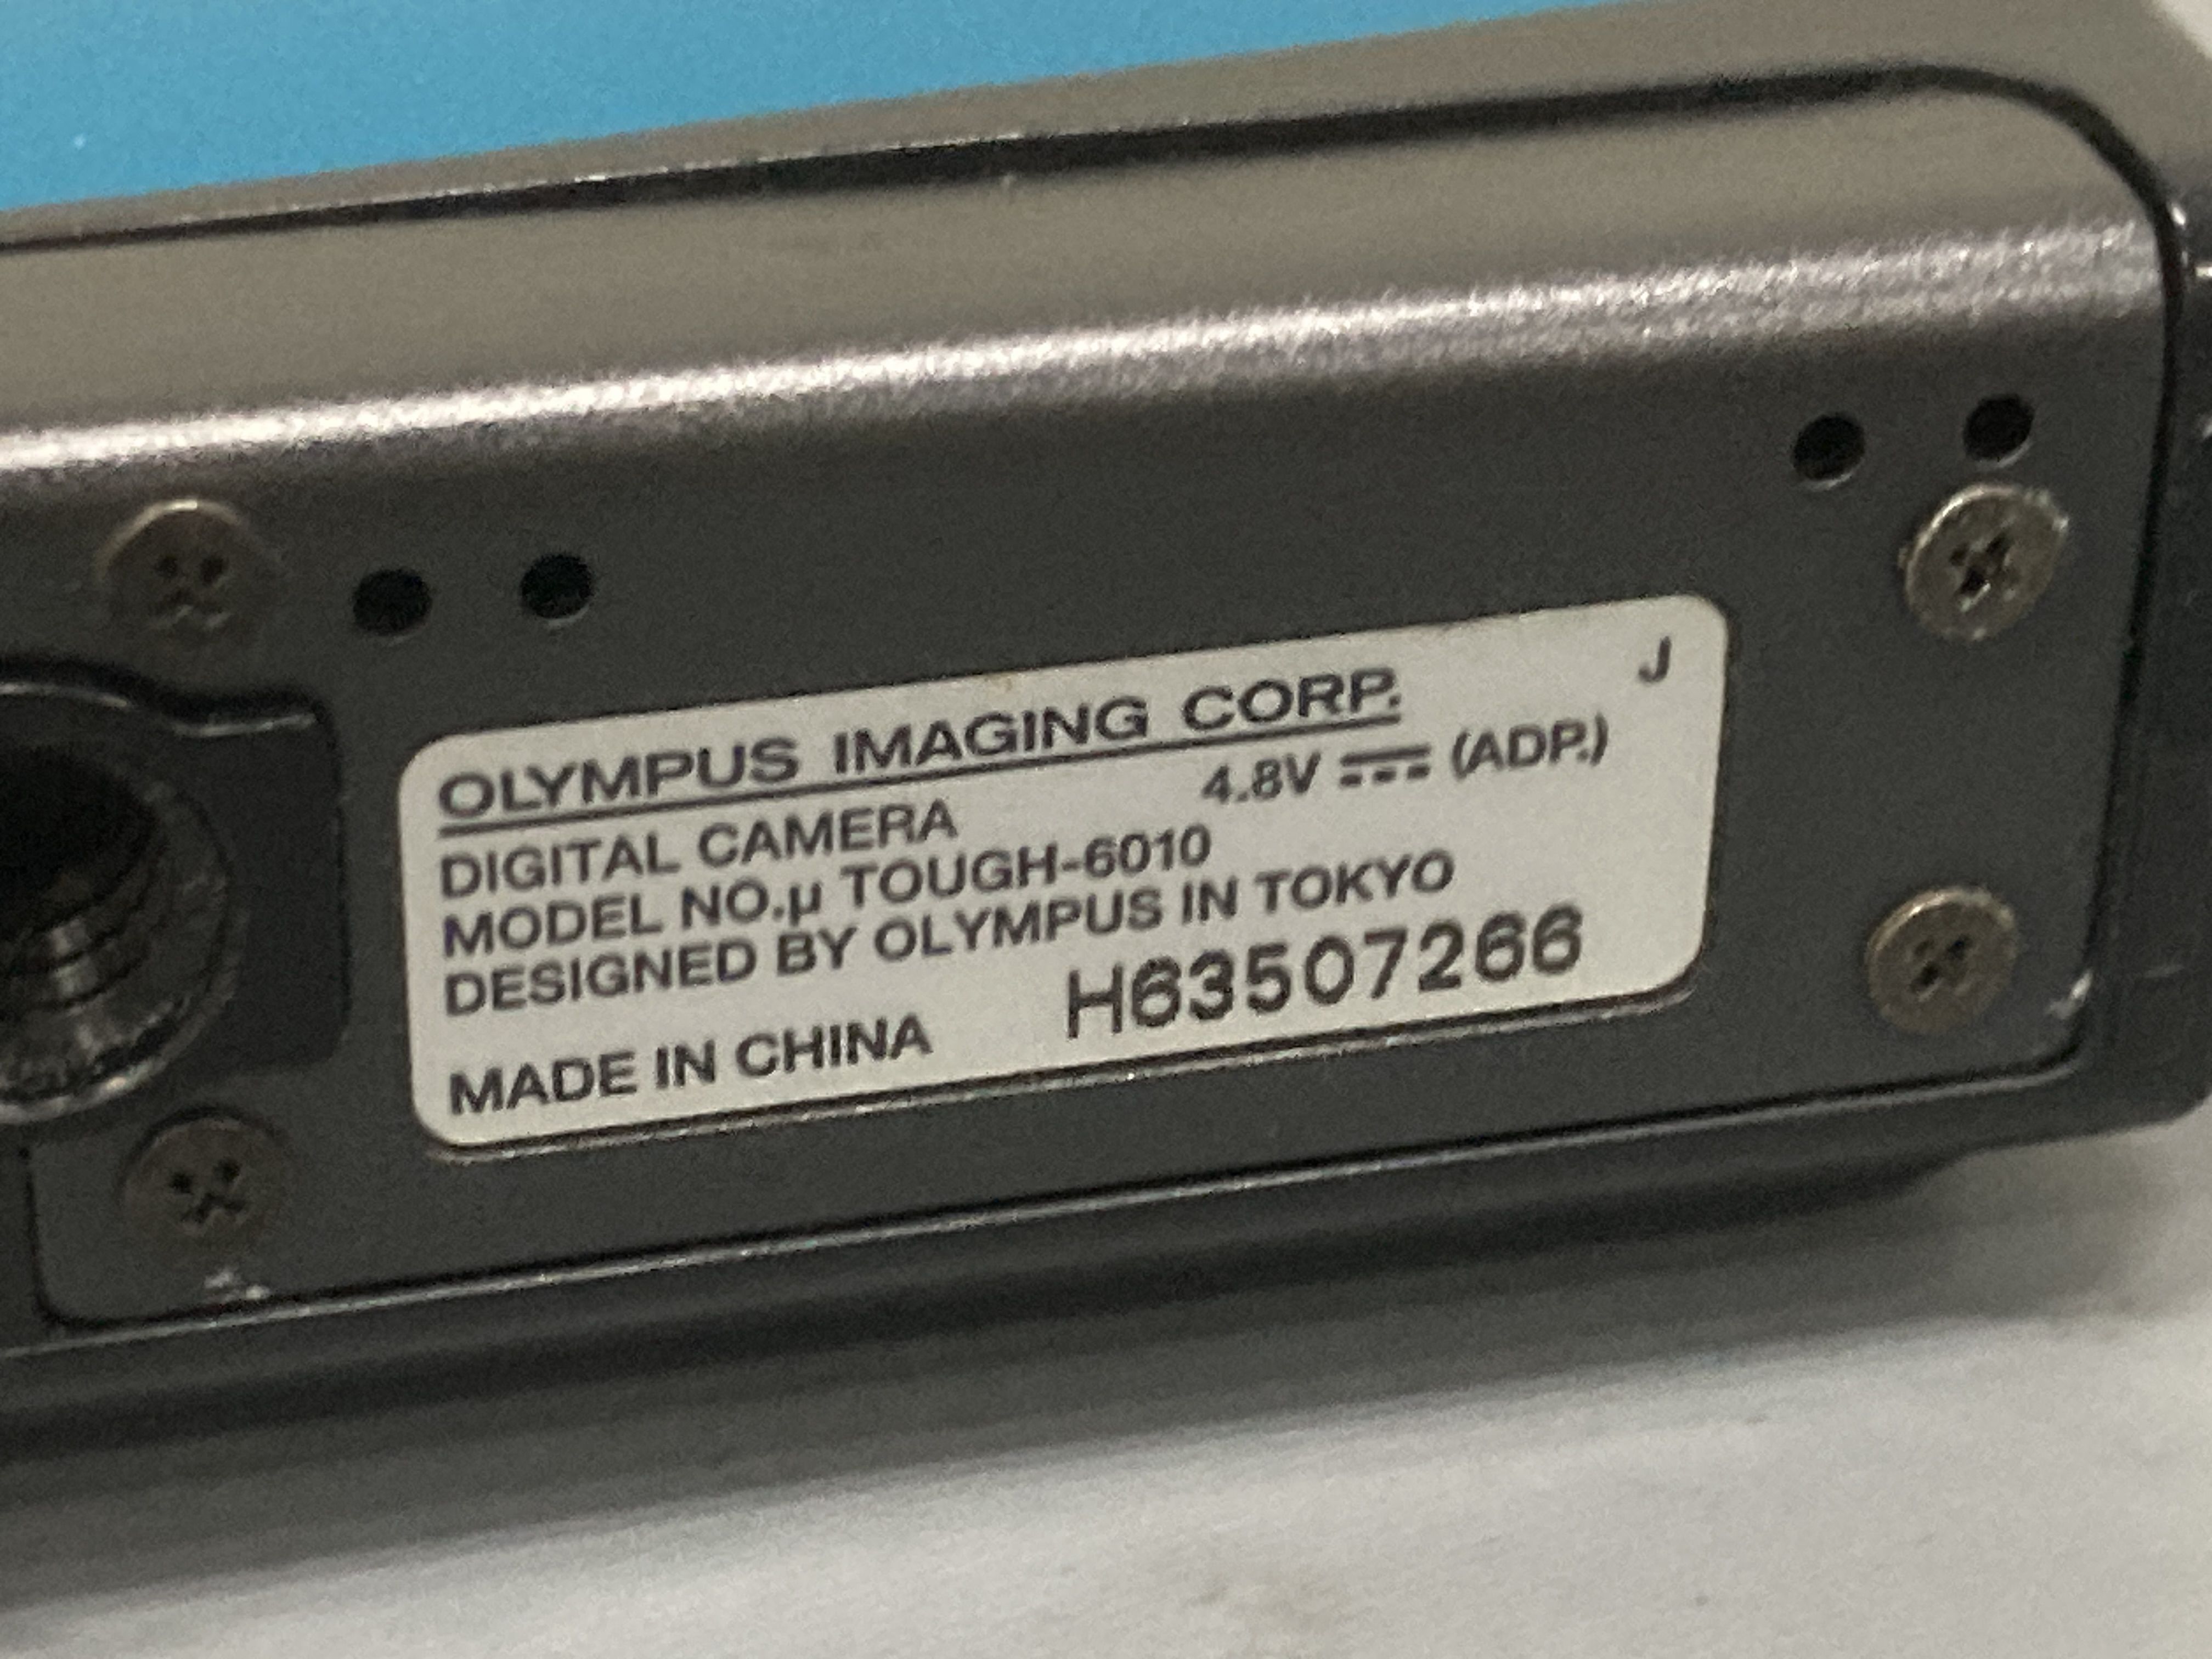 J
OLYMPUS IMAGING CORP.
DIGITAL CAMERA 4.8V ⎓ (ADP.)
MODEL NO.μ TOUGH-6010
DESIGNED BY OLYMPUS IN TOKYO
MADE IN CHINA H63507266